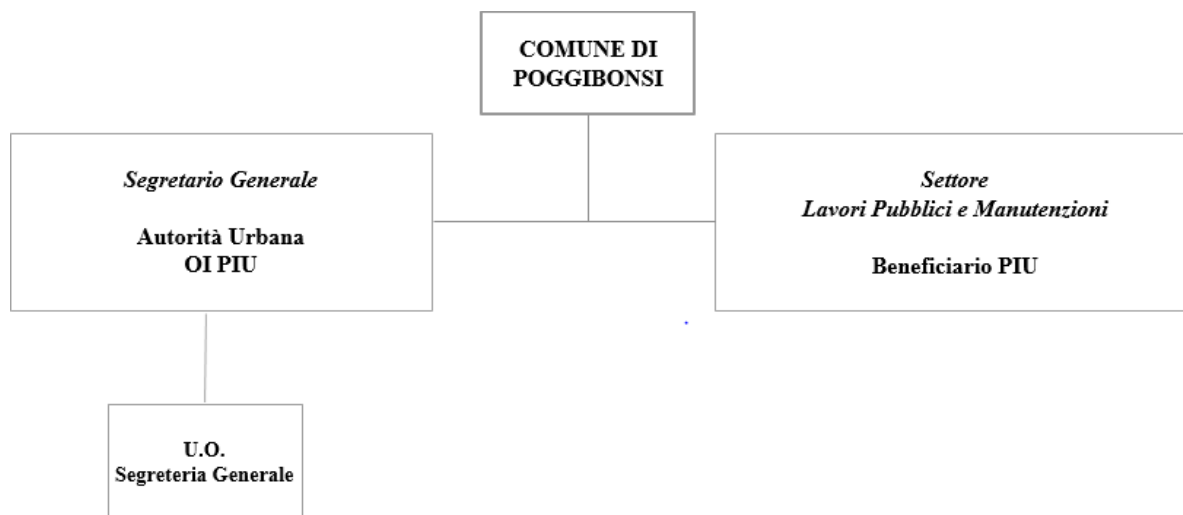 COMUNE DI
POGGIBONSI
Segretario Generale
Autorità Urbana
OI PIU
Settore
Lavori Pubblici e Manutenzioni
Beneficiario PIU
U.O.
Segreteria Generale